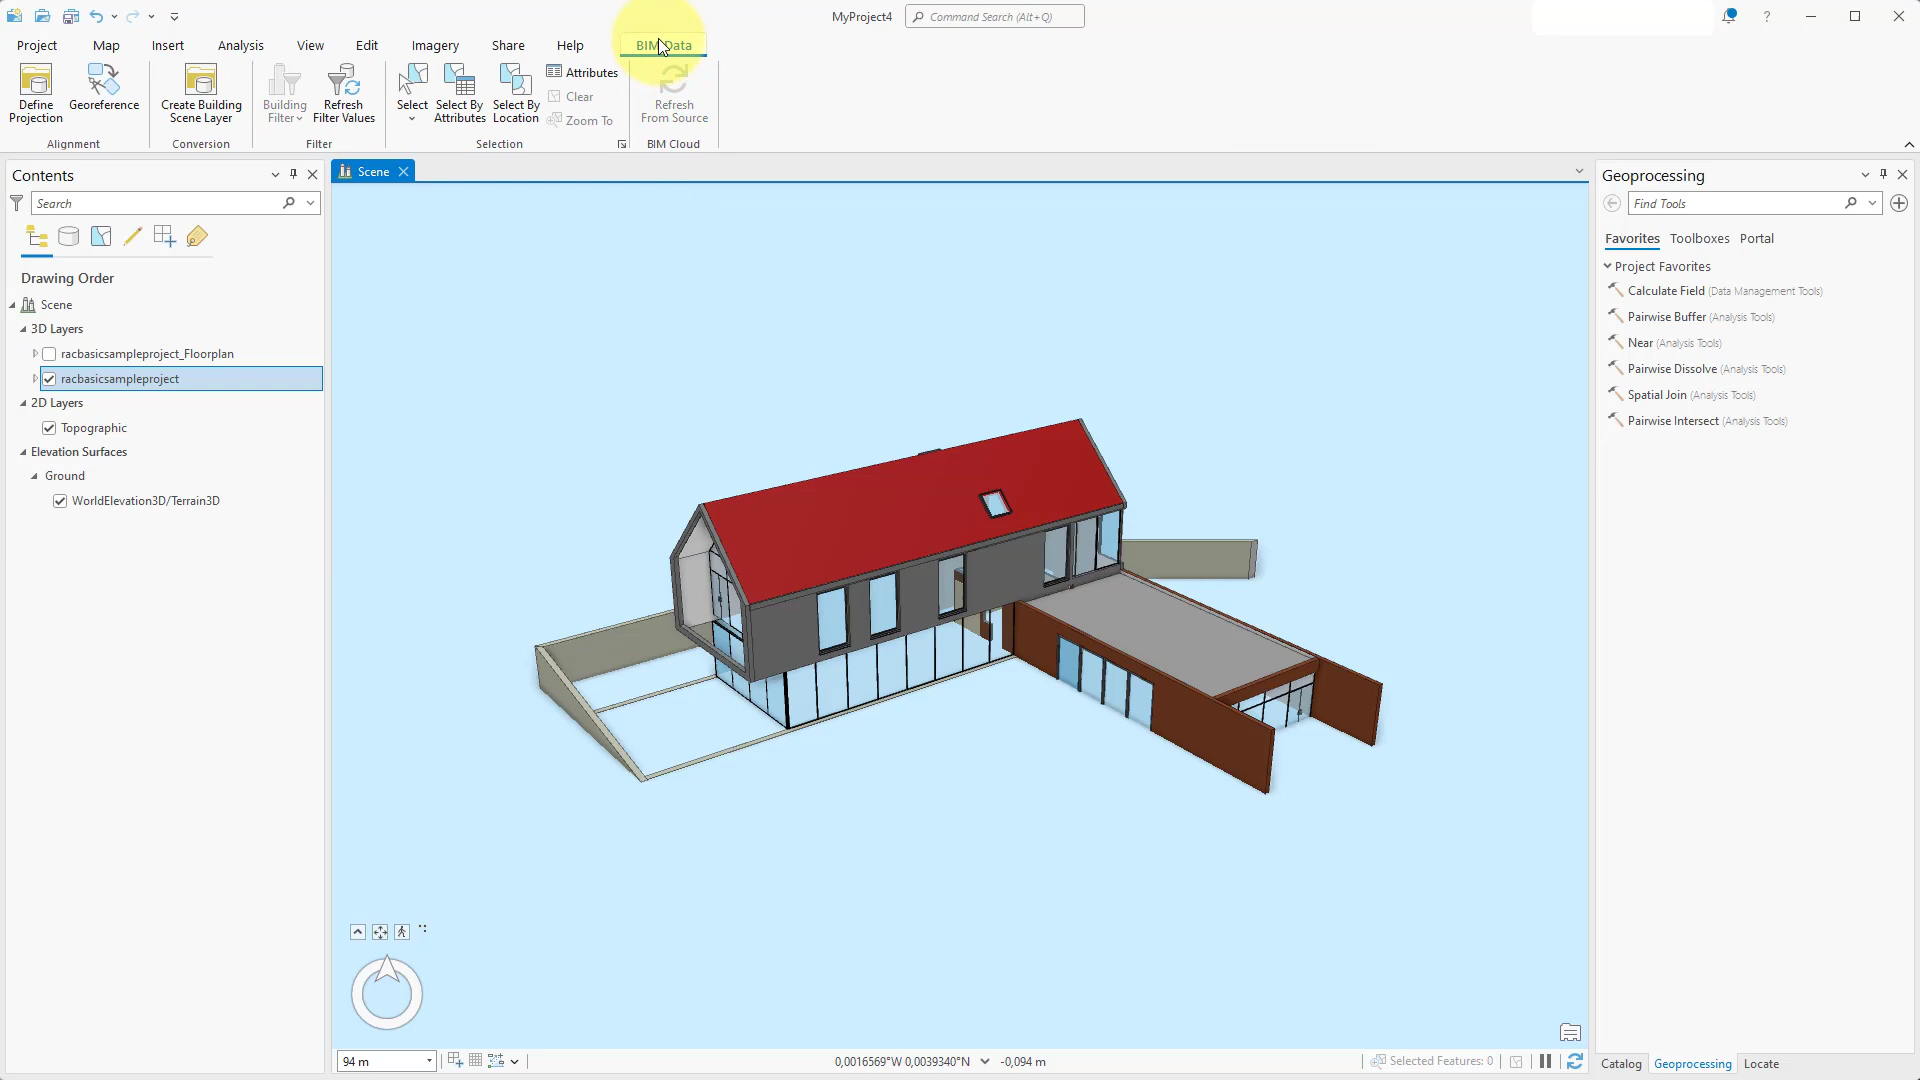 MyProject4
Command Search (Alt+Q)
?
Project
Map
Insert
Analysis
View
Edit
Imagery
Share
Help
BIM Data
Define
Projection
Georeference
Create Building
Scene Layer
Building
Filter
Refresh
Filter Values
Select
Select By
Attributes
Select By
Location
Attributes
Clear
Zoom To
Refresh
From Source
Alignment
Conversion
Filter
Selection
BIM Cloud
Contents
Search
Drawing Order
Scene
3D Layers
racbasicsampleproject_Floorplan
racbasicsampleproject
2D Layers
Topographic
Elevation Surfaces
Ground
WorldElevation3D/Terrain3D
Scene
94 m
0,0016569°W 0,0039340°N
-0,094 m
Selected Features: 0
Geoprocessing
Find Tools
Favorites
Toolboxes
Portal
Project Favorites
Calculate Field (Data Management Tools)
Pairwise Buffer (Analysis Tools)
Near (Analysis Tools)
Pairwise Dissolve (Analysis Tools)
Spatial Join (Analysis Tools)
Pairwise Intersect (Analysis Tools)
Catalog
Geoprocessing
Locate